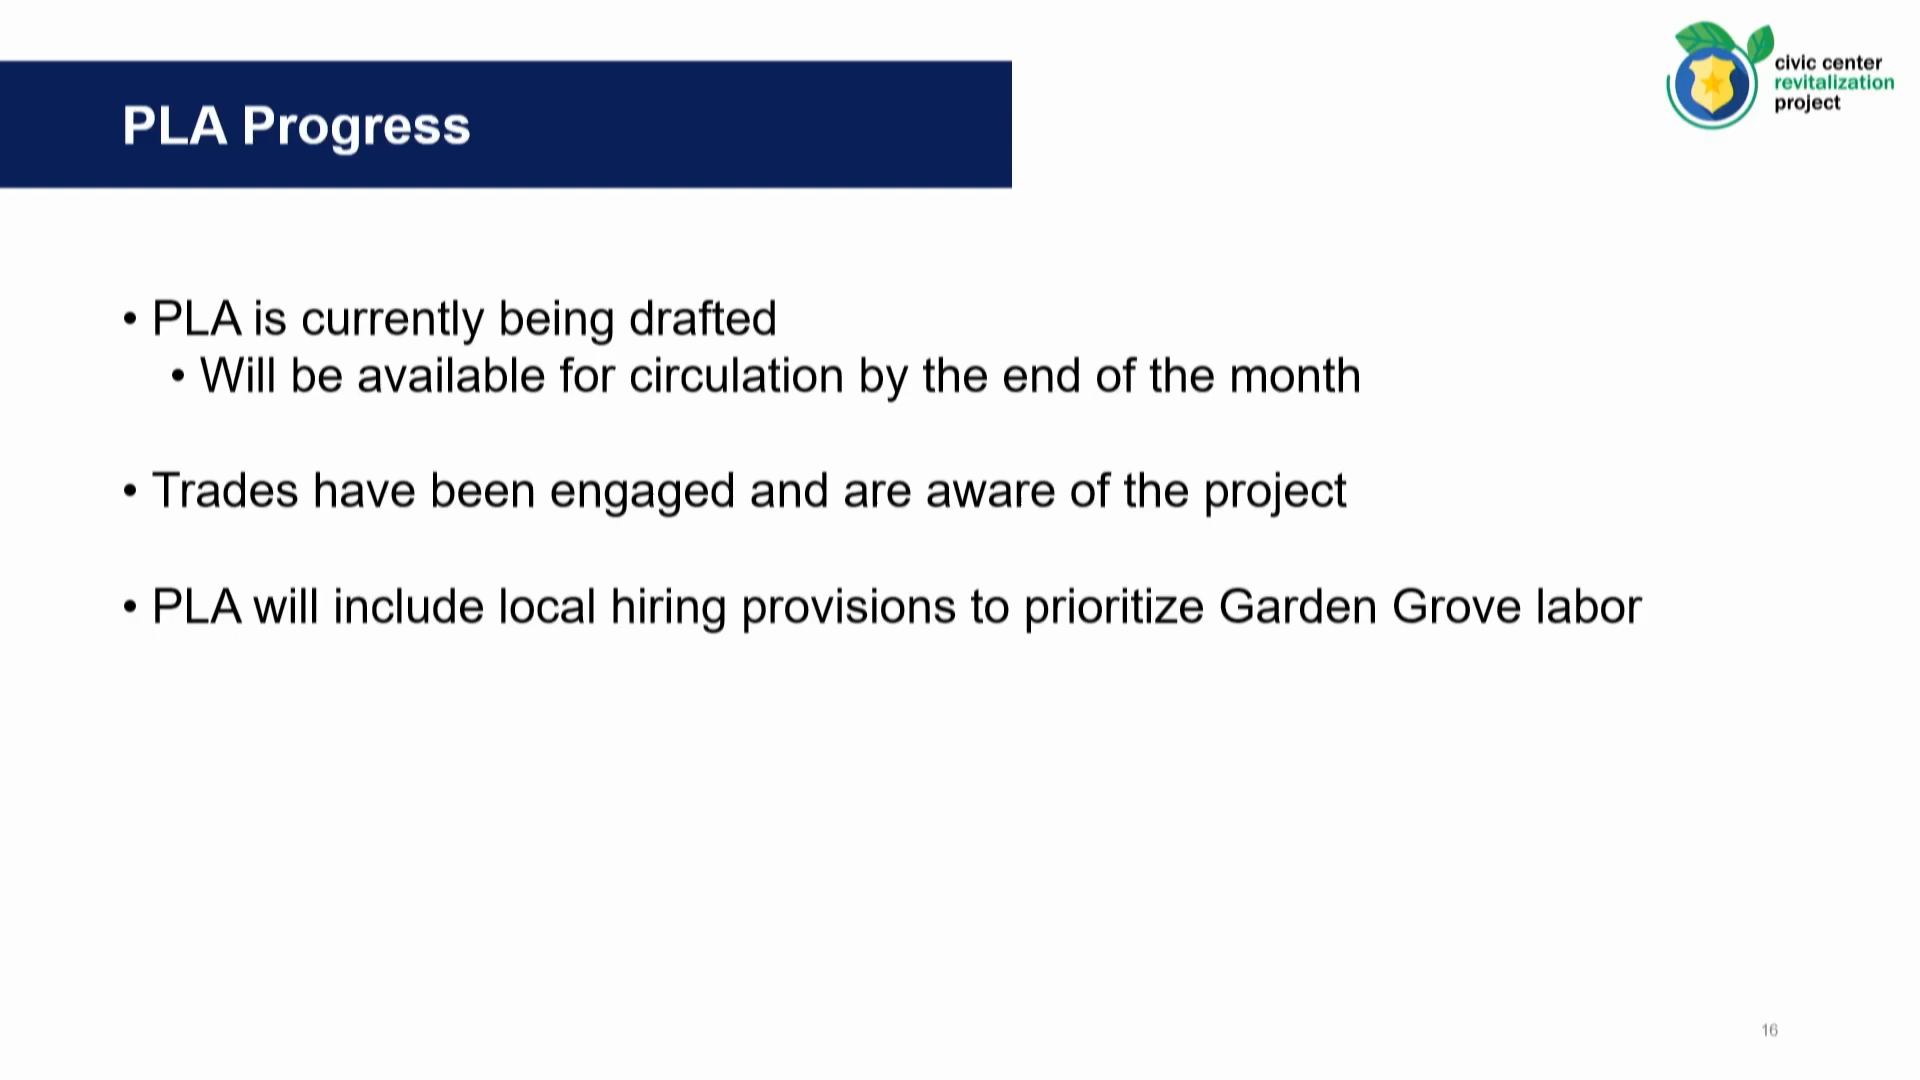 civic center
revitalization
project
PLA Progress
• PLA is currently being drafted
• Will be available for circulation by the end of the month
• Trades have been engaged and are aware of the project
• PLA will include local hiring provisions to prioritize Garden Grove labor
16